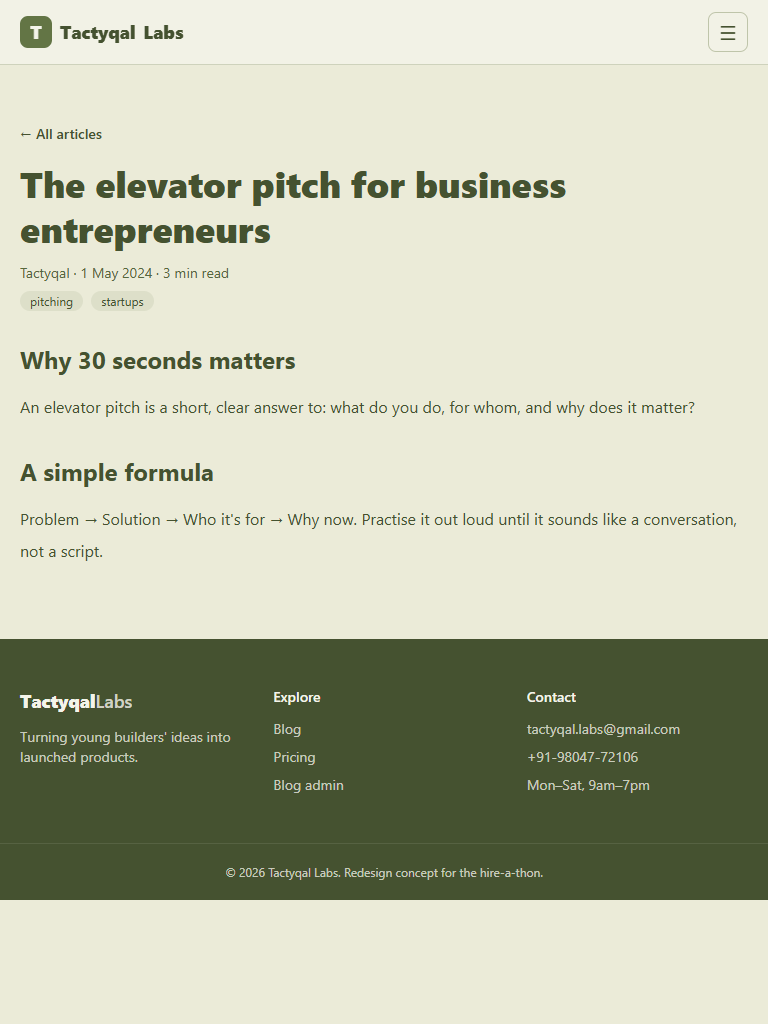 T Tactyqal Labs
☰
← All articles
The elevator pitch for business
entrepreneurs
Tactyqal · 1 May 2024 · 3 min read
pitching startups
Why 30 seconds matters
An elevator pitch is a short, clear answer to: what do you do, for whom, and why does it matter?
A simple formula
Problem → Solution → Who it's for → Why now. Practise it out loud until it sounds like a conversation,
not a script.
TactyqalLabs
Turning young builders' ideas into
launched products.
Explore
Blog
Pricing
Blog admin
Contact
tactyqal.labs@gmail.com
+91-98047-72106
Mon–Sat, 9am–7pm
© 2026 Tactyqal Labs. Redesign concept for the hire-a-thon.